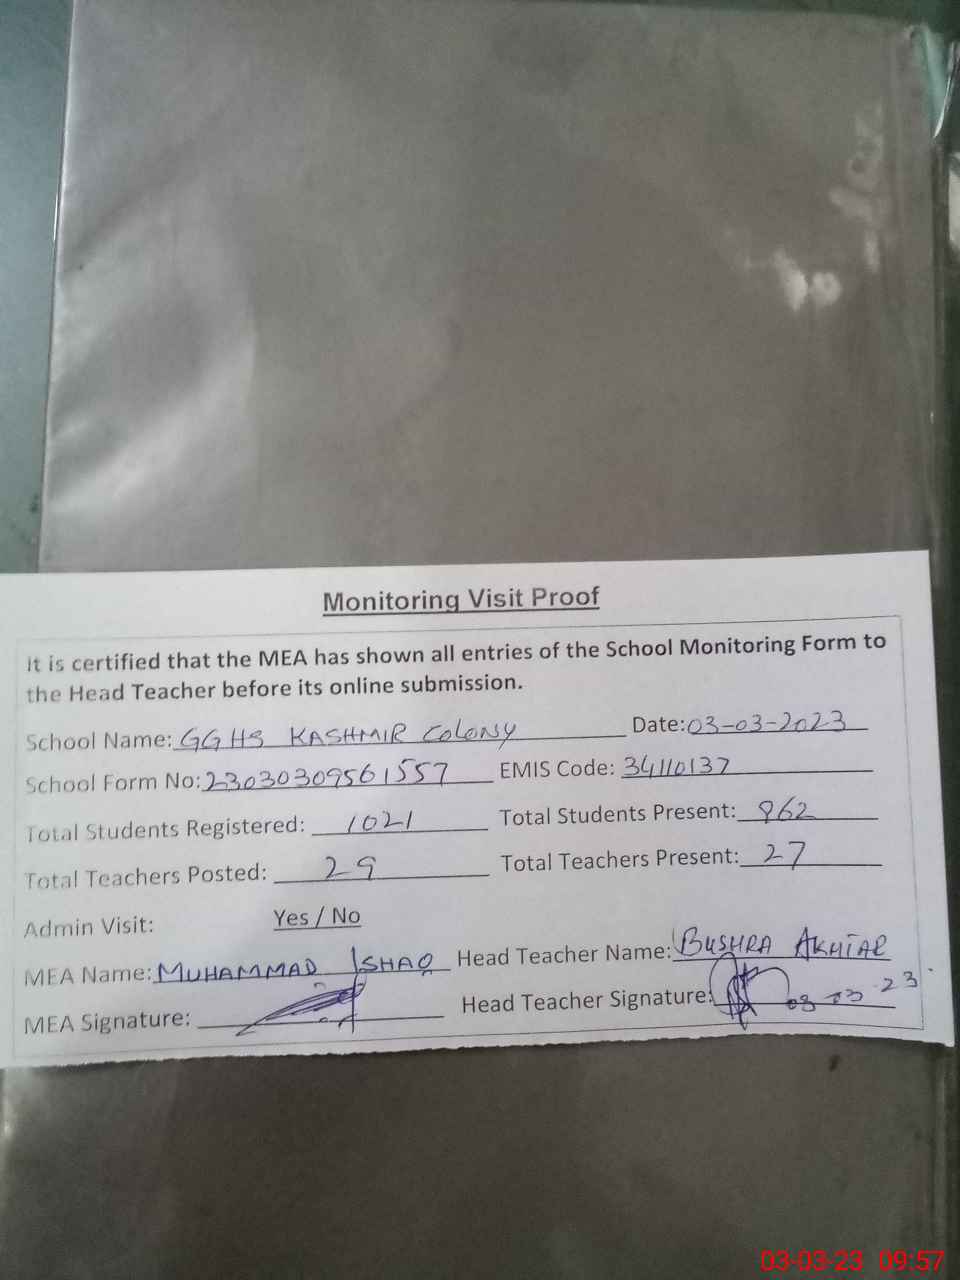 Monitoring Visit Proof
It is certified that the MEA has shown all entries of the School Monitoring Form to
the Head Teacher before its online submission.
School Name: GGHS KASHMIR COLONY Date: 03-03-2023
School Form No: 23030309561557 EMIS Code: 34110137
Total Students Registered: 1021 Total Students Present: 962
Total Teachers Posted: 29 Total Teachers Present: 27
Admin Visit: Yes / No
MEA Name: MUHAMMAD ISHAQ Head Teacher Name: BUSHRA AKHTAR
MEA Signature: Head Teacher Signature: 03-03-23
03-03-23 09:57